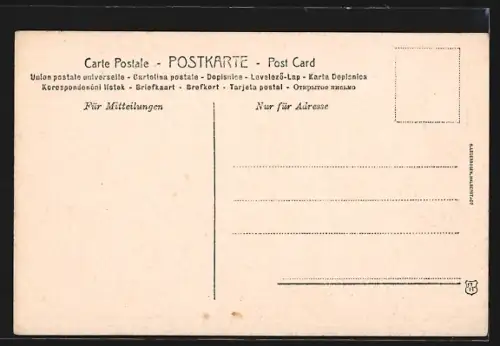 Carte Postale - POSTKARTE - Post Card
Union postale universelle - Cartolina postale - Dopisnice - Levelező-Lap - Karta Dopisnica
Korespondenční lístek - Briefkaart - Brefkort - Tarjeta postal - Открытое письмо
Für Mitteilungen
Nur für Adresse